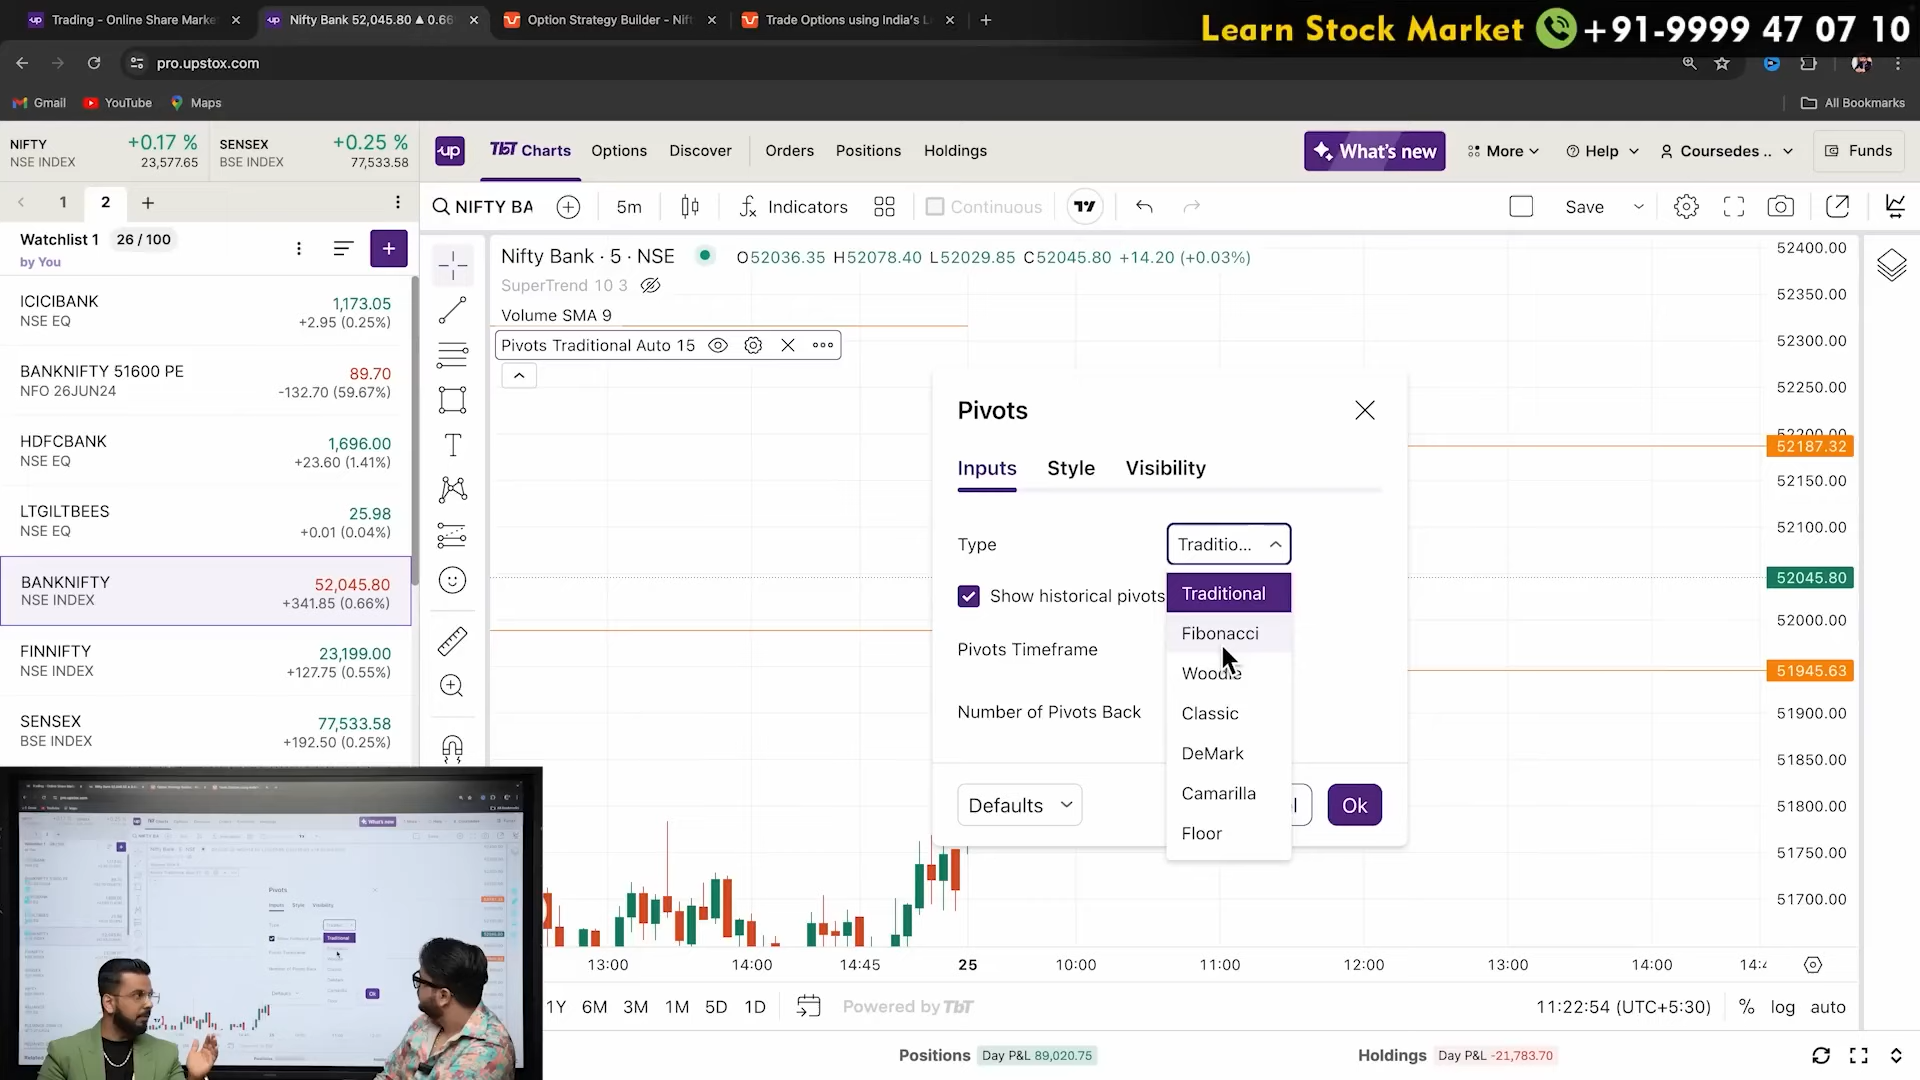 Trading - Online Share Marke
Nifty Bank 52,045.80 ▲ 0.66
Option Strategy Builder - Nift
Trade Options using India's L
Learn Stock Market +91-9999 47 07 10
pro.upstox.com
Gmail YouTube Maps
All Bookmarks
NIFTY +0.17 %
NSE INDEX 23,577.65
SENSEX +0.25 %
BSE INDEX 77,533.58
up TbT Charts Options Discover Orders Positions Holdings
What's new More Help Coursedes .. Funds
1 2 +
NIFTY BA 5m Indicators Continuous Save
Watchlist 1 26 / 100
by You
ICICIBANK 1,173.05
NSE EQ +2.95 (0.25%)
BANKNIFTY 51600 PE 89.70
NFO 26JUN24 -132.70 (59.67%)
HDFCBANK 1,696.00
NSE EQ +23.60 (1.41%)
LTGILTBEES 25.98
NSE EQ +0.01 (0.04%)
BANKNIFTY 52,045.80
NSE INDEX +341.85 (0.66%)
FINNIFTY 23,199.00
NSE INDEX +127.75 (0.55%)
SENSEX 77,533.58
BSE INDEX +192.50 (0.25%)
Nifty Bank · 5 · NSE O52036.35 H52078.40 L52029.85 C52045.80 +14.20 (+0.03%)
SuperTrend 10 3
Volume SMA 9
Pivots Traditional Auto 15
Pivots
Inputs Style Visibility
Type Traditio...
Show historical pivots
Pivots Timeframe
Number of Pivots Back
Traditional
Fibonacci
Woodie
Classic
DeMark
Camarilla
Floor
Defaults
l
Ok
52400.00
52350.00
52300.00
52250.00
52200.00
52187.32
52150.00
52100.00
52045.80
52000.00
51945.63
51900.00
51850.00
51800.00
51750.00
51700.00
13:00 14:00 14:45 25 10:00 11:00 12:00 13:00 14:00 14:4
1Y 6M 3M 1M 5D 1D Powered by TbT
11:22:54 (UTC+5:30) % log auto
Positions Day P&L 89,020.75
Holdings Day P&L -21,783.70